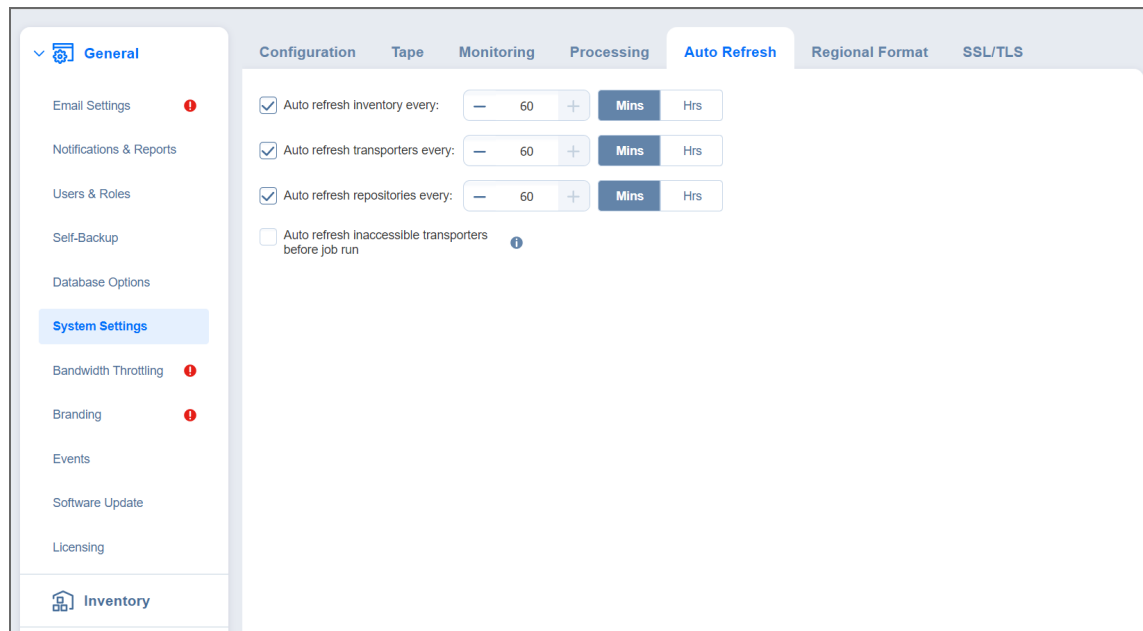 General
Email Settings
Notifications & Reports
Users & Roles
Self-Backup
Database Options
System Settings
Bandwidth Throttling
Branding
Events
Software Update
Licensing
Inventory
Configuration Tape Monitoring Processing Auto Refresh Regional Format SSL/TLS
Auto refresh inventory every: 60 Mins Hrs
Auto refresh transporters every: 60 Mins Hrs
Auto refresh repositories every: 60 Mins Hrs
Auto refresh inaccessible transporters
before job run